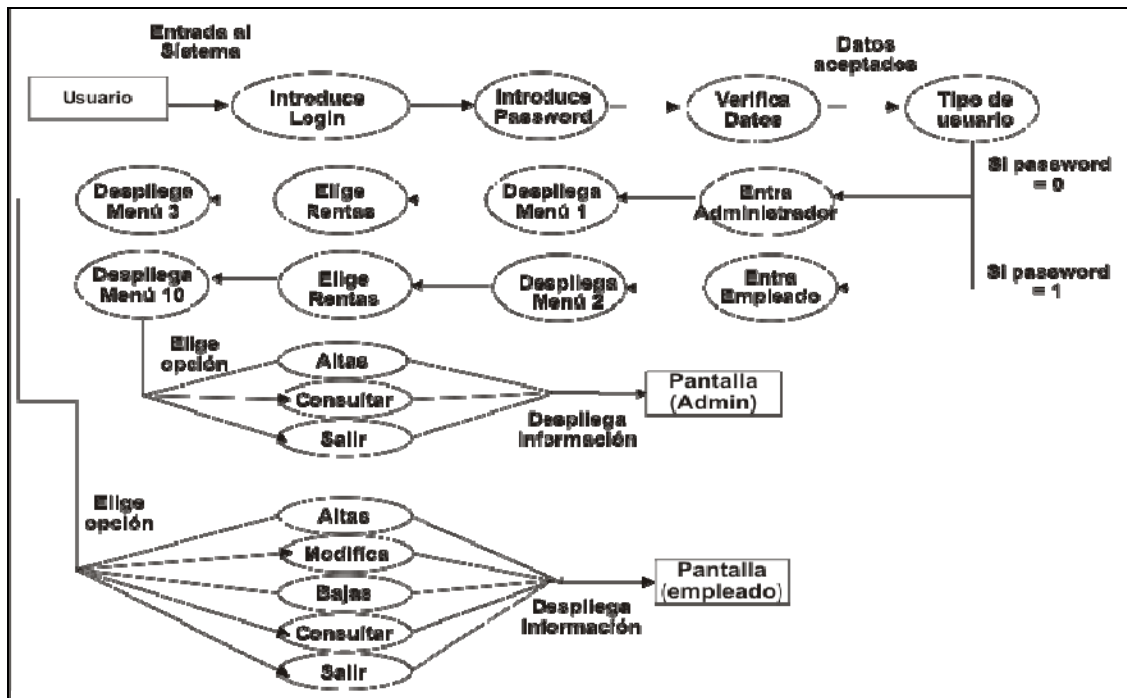 Entrada al
Sistema
Datos
aceptados
Usuario
Introduce
Login
Introduce
Password
Verifica
Datos
Tipo de
usuario
Si password
= 0
Despliega
Menú 3
Elige
Rentas
Despliega
Menú 1
Entra
Administrador
Despliega
Menú 10
Elige
Rentas
Despliega
Menú 2
Entra
Empleado
Si password
= 1
Elige
opción
Altas
Consultar
Salir
Despliega
Información
Pantalla
(Admin)
Elige
opción
Altas
Modifica
Bajas
Consultar
Salir
Despliega
Información
Pantalla
(empleado)